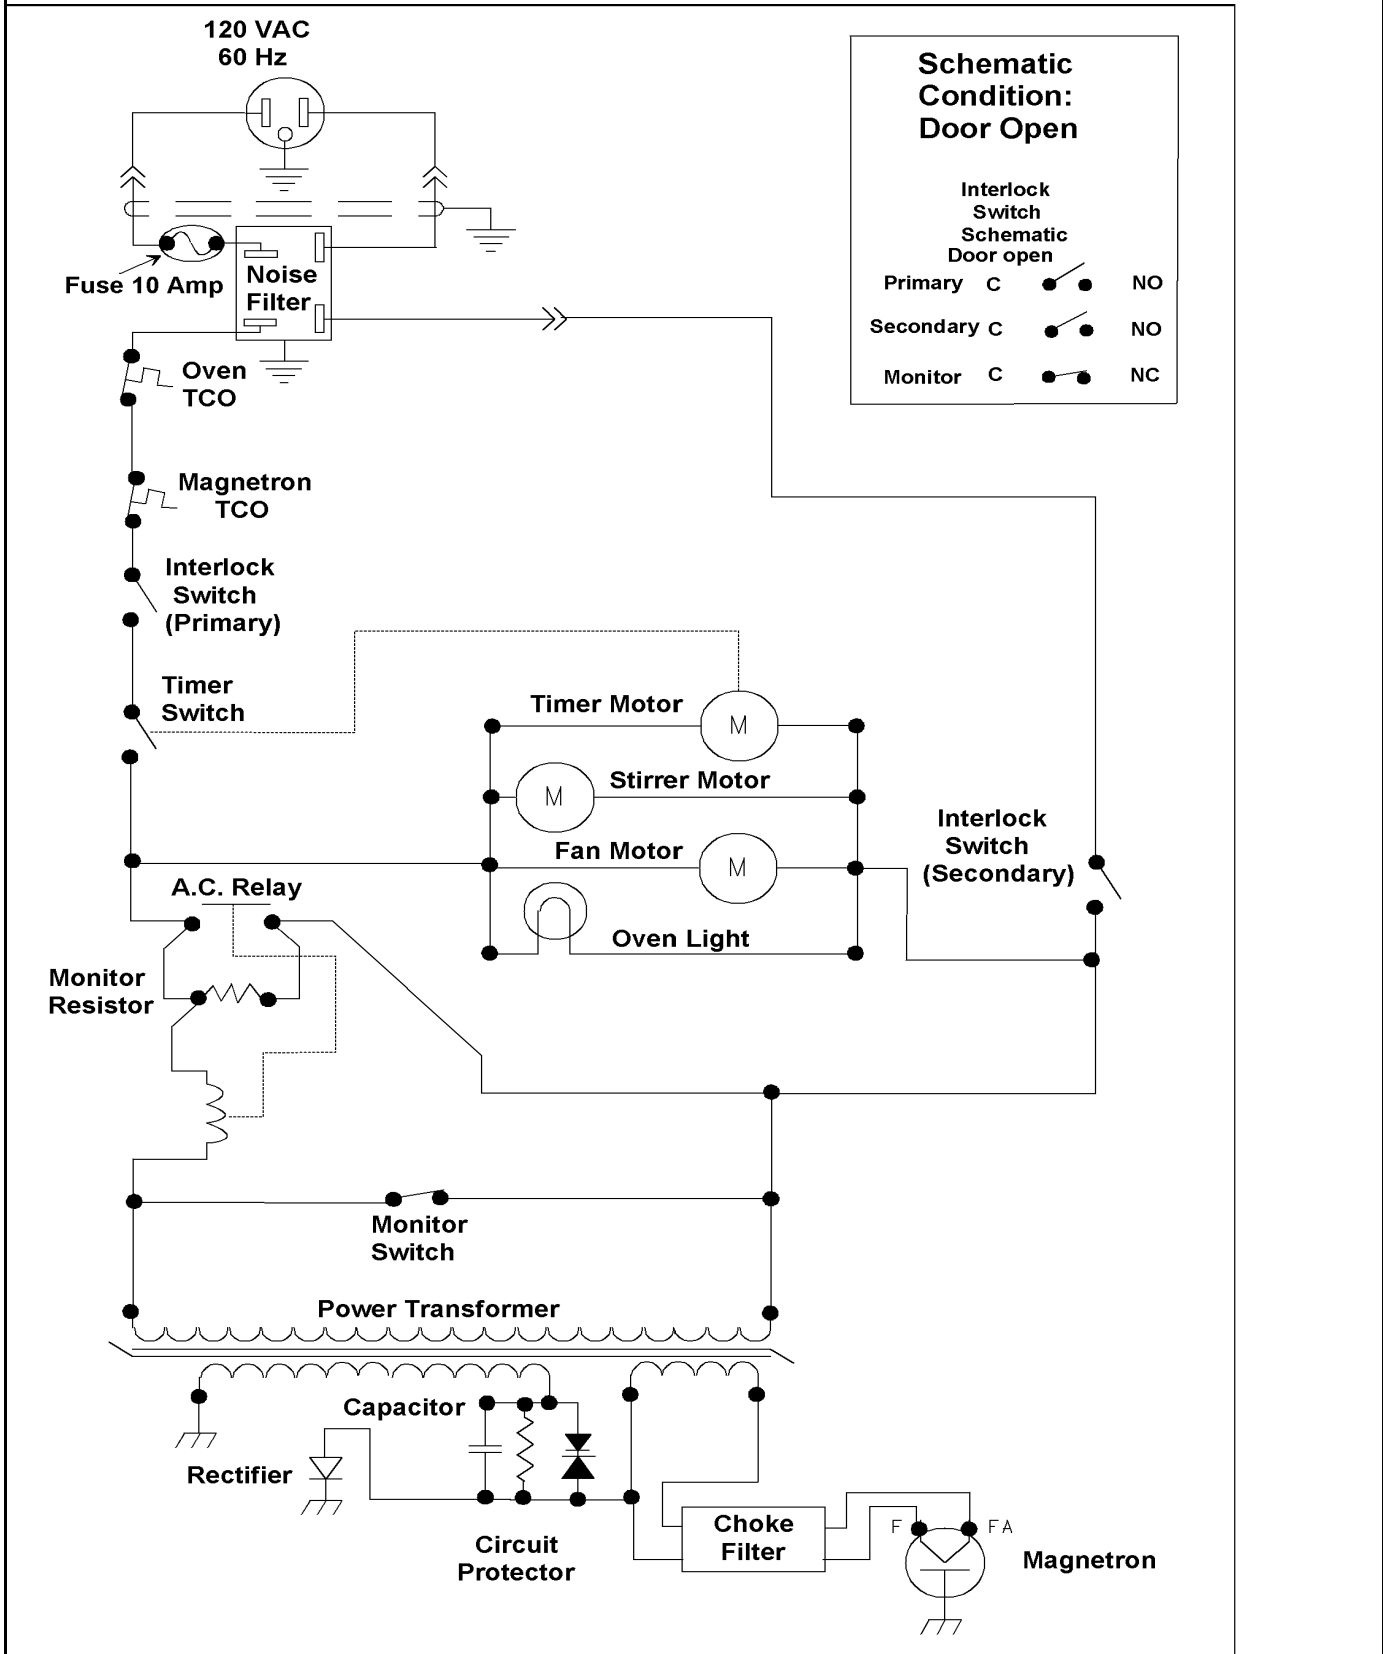 120 VAC
60 Hz
Schematic
Condition:
Door Open
Interlock
Switch
Schematic
Door open
Primary C NO
Secondary C NO
Monitor C NC
Fuse 10 Amp
Noise
Filter
Oven
TCO
Magnetron
TCO
Interlock
Switch
(Primary)
Timer
Switch
Timer Motor
M
Stirrer Motor
M
Fan Motor
M
Oven Light
Interlock
Switch
(Secondary)
A.C. Relay
Monitor
Resistor
Monitor
Switch
Power Transformer
Capacitor
Rectifier
Circuit
Protector
Choke
Filter
F
FA
Magnetron